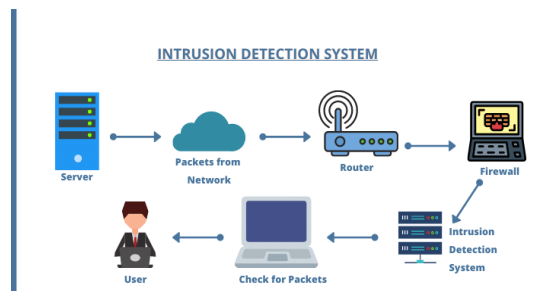 INTRUSION DETECTION SYSTEM
Server
Packets from
Network
Router
Firewall
User
Check for Packets
Intrusion
Detection
System